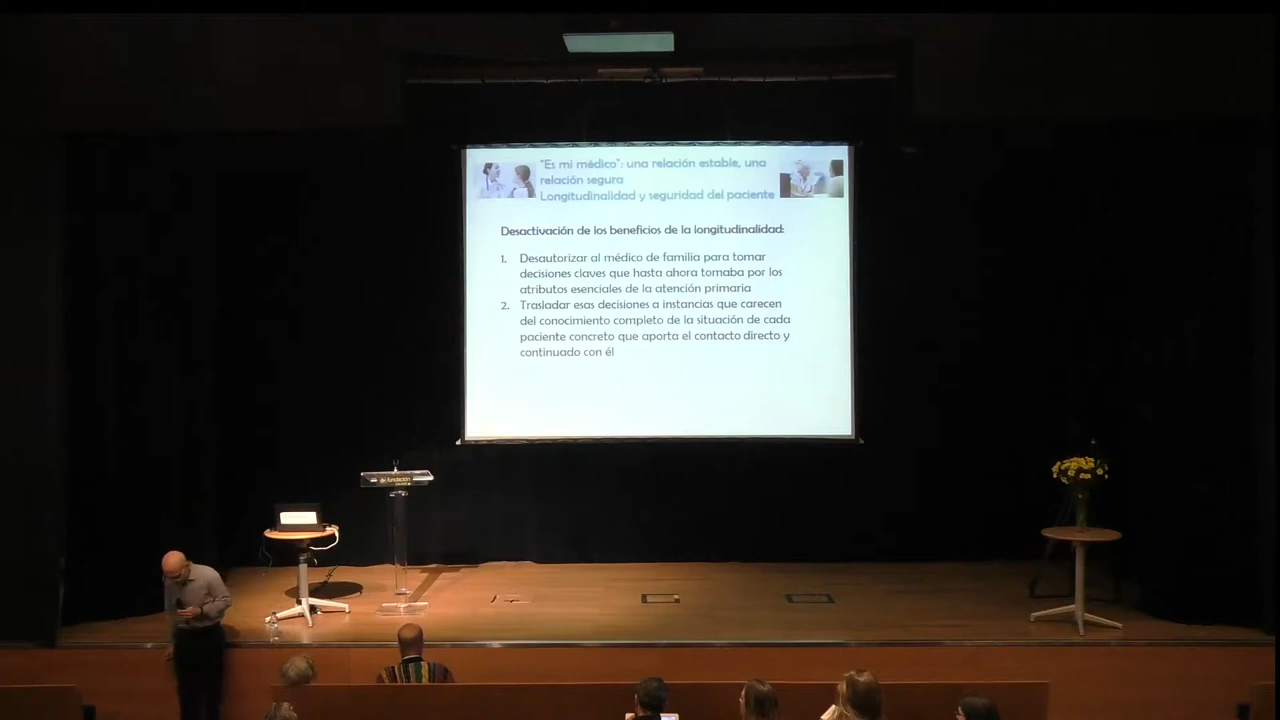 "Es mi médico": una relación estable, una
relación segura
Longitudinalidad y seguridad del paciente
Desactivación de los beneficios de la longitudinalidad:
1. Desautorizar al médico de familia para tomar
decisiones claves que hasta ahora tomaba por los
atributos esenciales de la atención primaria
2. Trasladar esas decisiones a instancias que carecen
del conocimiento completo de la situación de cada
paciente concreto que aporta el contacto directo y
continuado con él
fundación